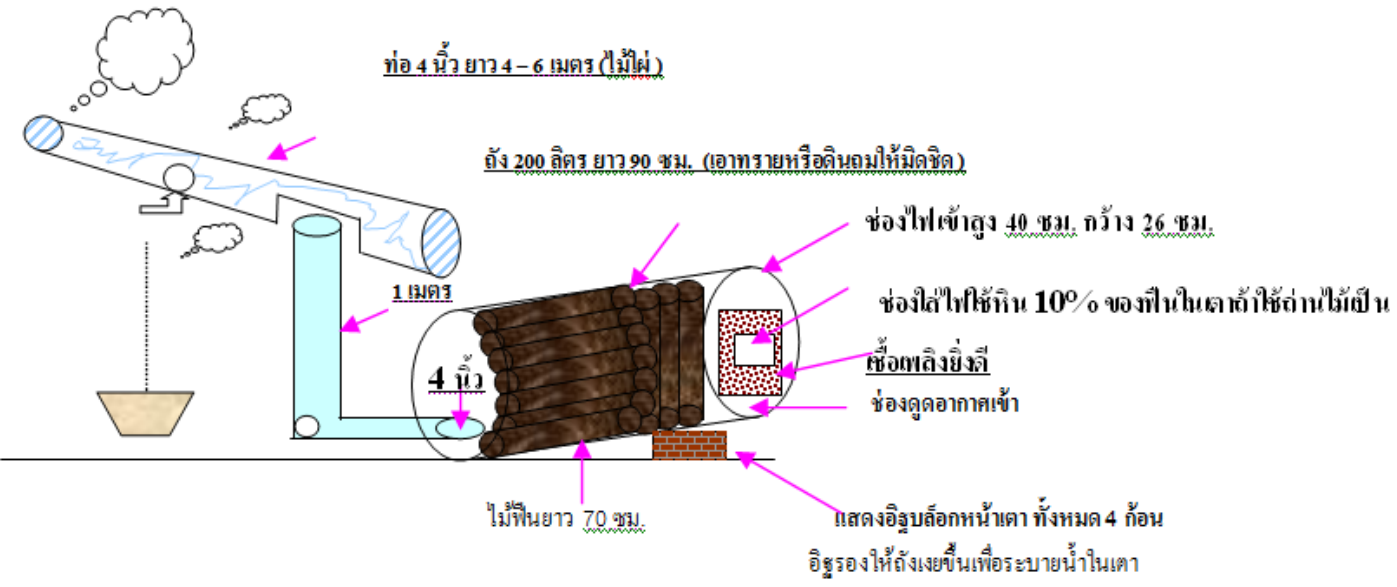 ท่อ 4 นิ้ว ยาว 4 – 6 เมตร (ไม้ไผ่)
ถัง 200 ลิตร ยาว 90 ซม. (เอาทรายหรือดินถมให้มิดชิด)
ช่องไฟเข้าสูง 40 ซม. กว้าง 26 ซม.
1 เมตร
ช่องใส่ไฟใช้หิน 10% ของฟืนในเตาถ้าใช้ถ่านไม้เป็น
เชื้อเพลิงยิ่งดี
4 นิ้ว
ช่องดูดอากาศเข้า
ไม้ฟืนยาว 70 ซม.
แสดงอิฐบล็อกหน้าเตา ทั้งหมด 4 ก้อน
อิฐรองให้ถังเงยขึ้นเพื่อระบายน้ำในเตา